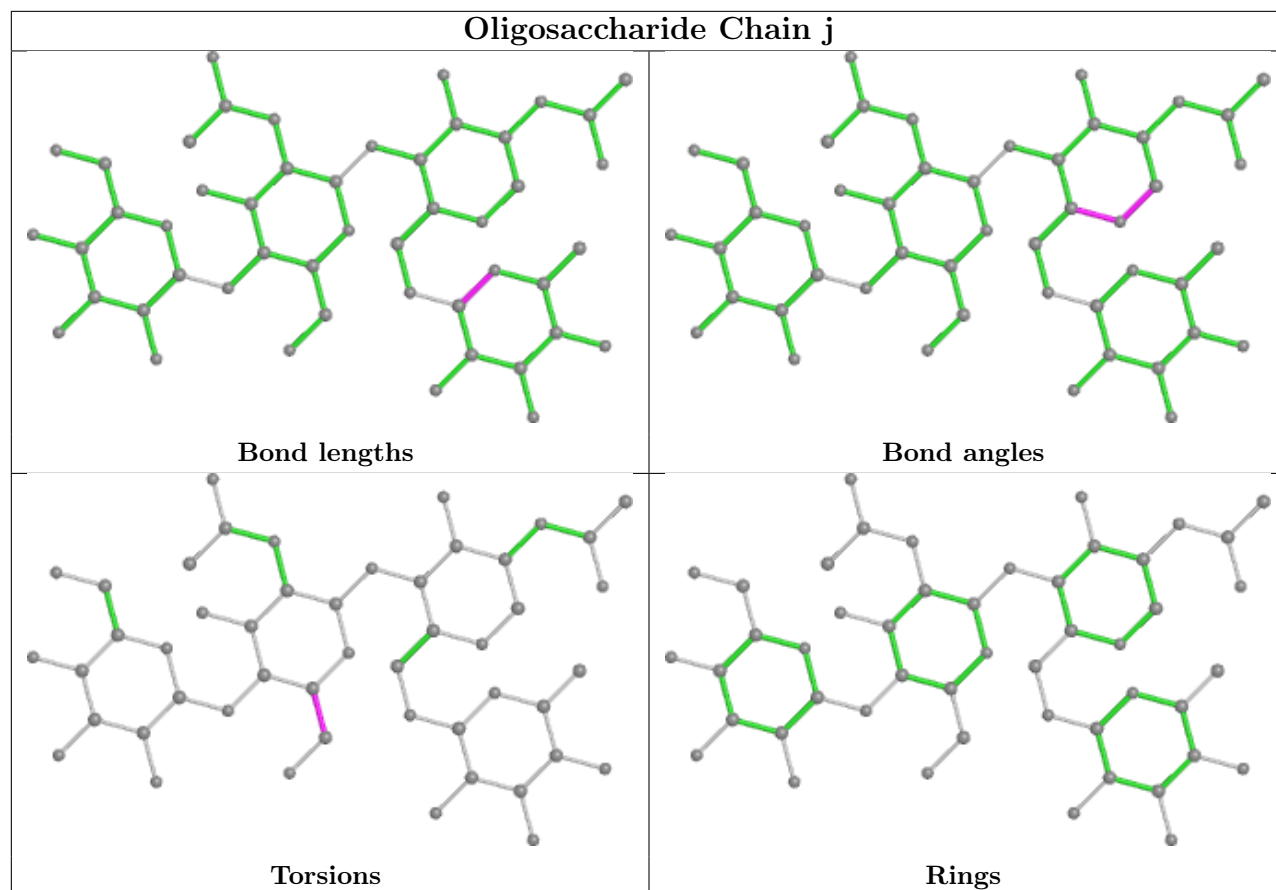 Oligosaccharide Chain j
Bond lengths
Bond angles
Torsions
Rings